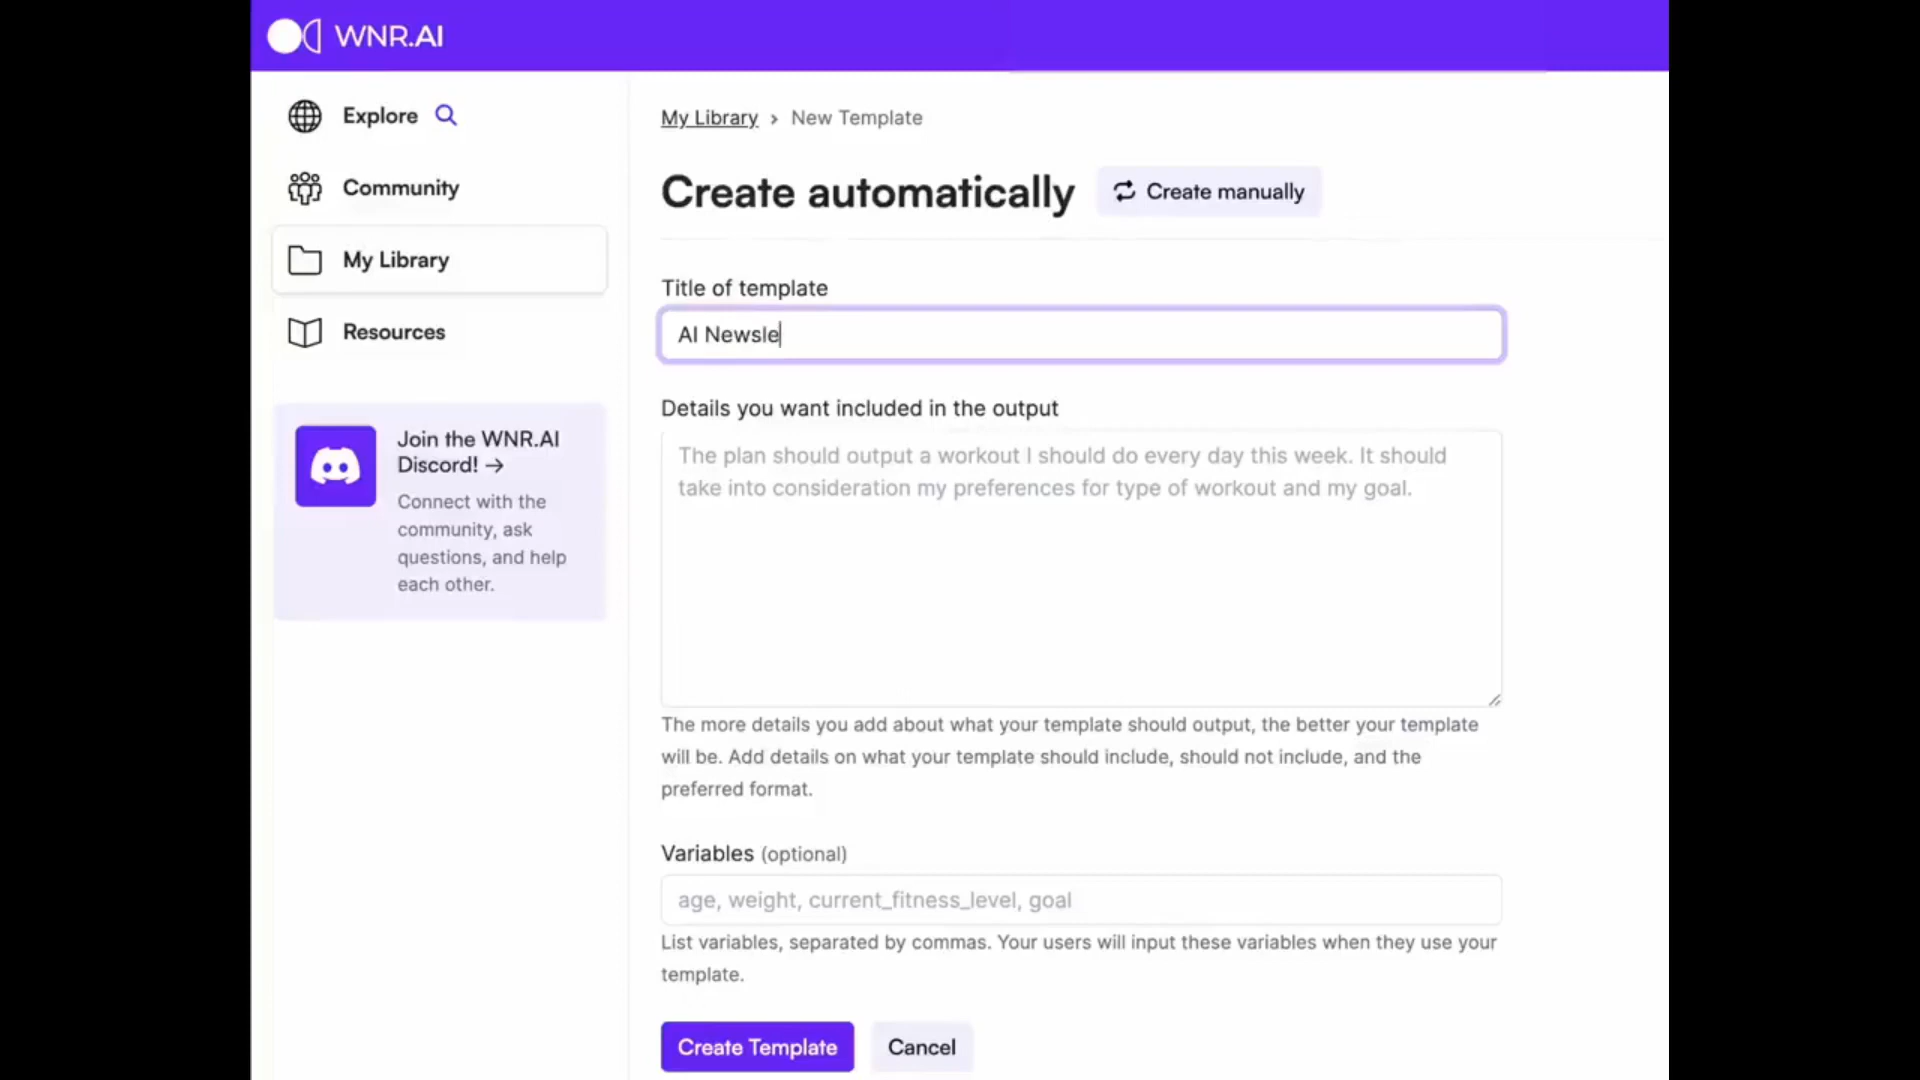 WNR.AI
Explore
Community
My Library
Resources
Join the WNR.AI
Discord! →
Connect with the
community, ask
questions, and help
each other.
My Library › New Template
Create automatically
Create manually
Title of template
AI Newsle
Details you want included in the output
The plan should output a workout I should do every day this week. It should
take into consideration my preferences for type of workout and my goal.
The more details you add about what your template should output, the better your template
will be. Add details on what your template should include, should not include, and the
preferred format.
Variables (optional)
age, weight, current_fitness_level, goal
List variables, separated by commas. Your users will input these variables when they use your
template.
Create Template
Cancel